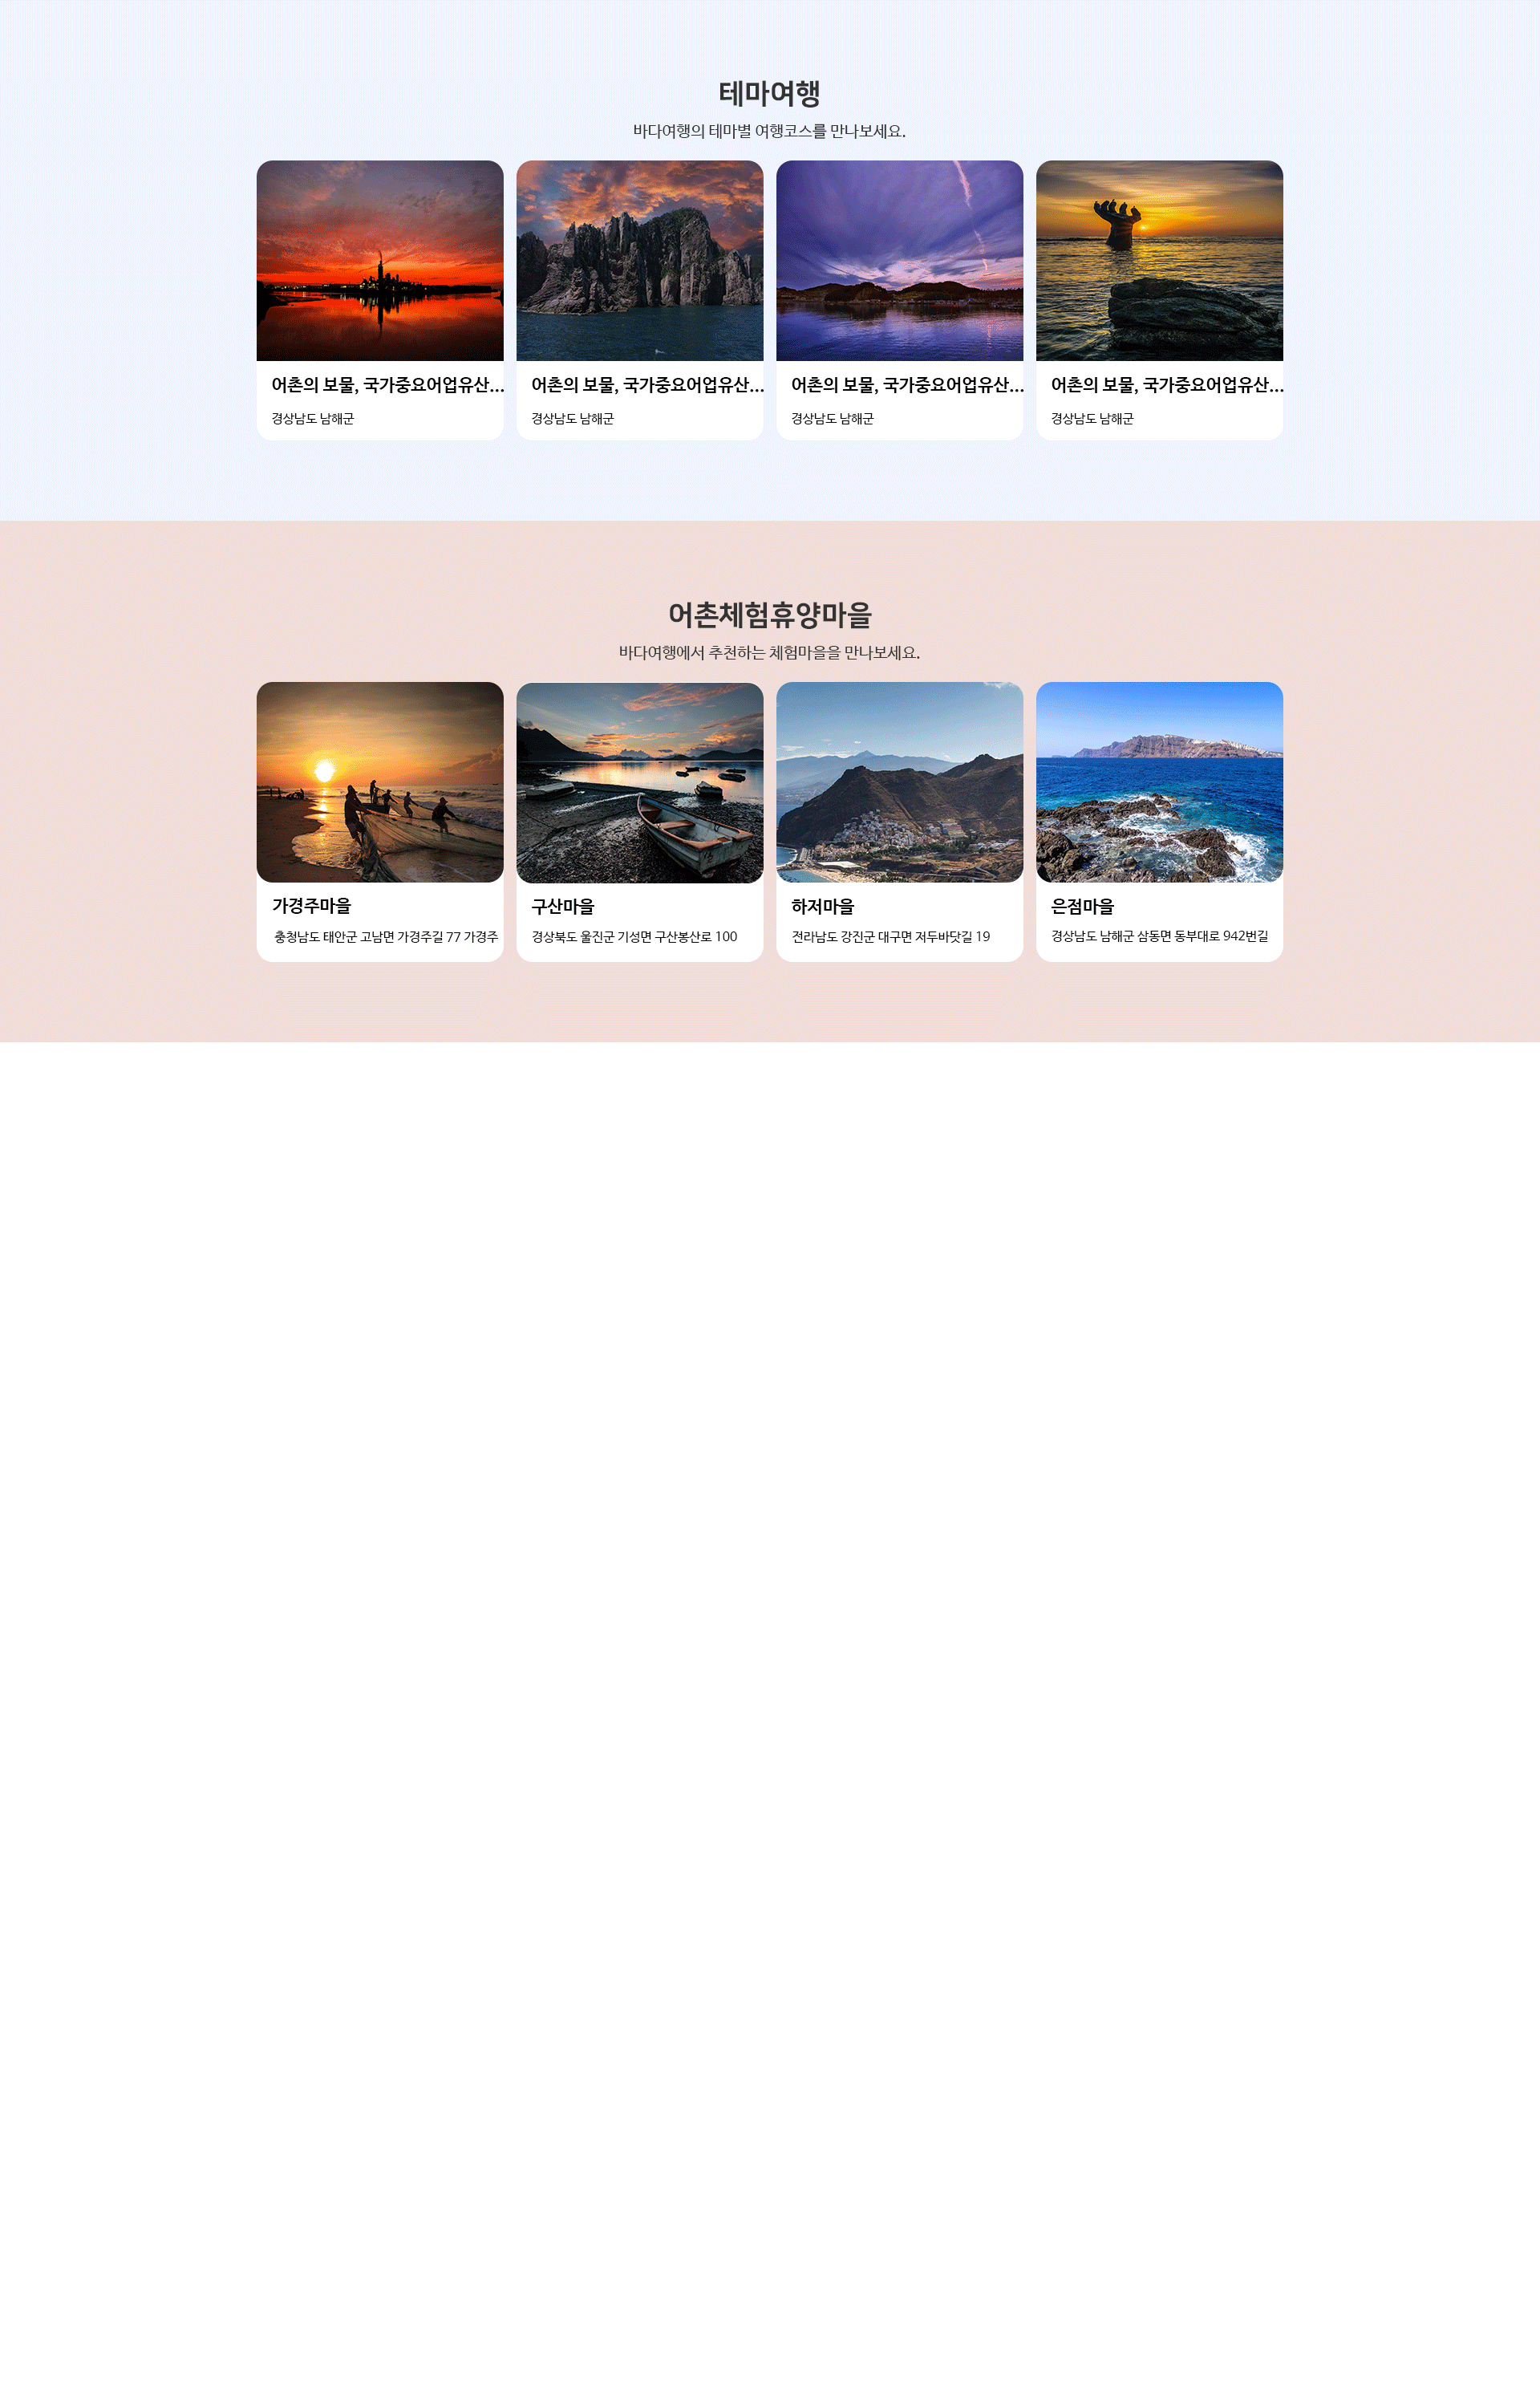 테마여행
바다여행의 테마별 여행코스를 만나보세요.
어촌의 보물, 국가중요어업유산...
경상남도 남해군
어촌의 보물, 국가중요어업유산...
경상남도 남해군
어촌의 보물, 국가중요어업유산...
경상남도 남해군
어촌의 보물, 국가중요어업유산...
경상남도 남해군
어촌체험휴양마을
바다여행에서 추천하는 체험마을을 만나보세요.
가경주마을
충청남도 태안군 고남면 가경주길 77 가경주
구산마을
경상북도 울진군 기성면 구산봉산로 100
하저마을
전라남도 강진군 대구면 저두바닷길 19
은점마을
경상남도 남해군 삼동면 동부대로 942번길